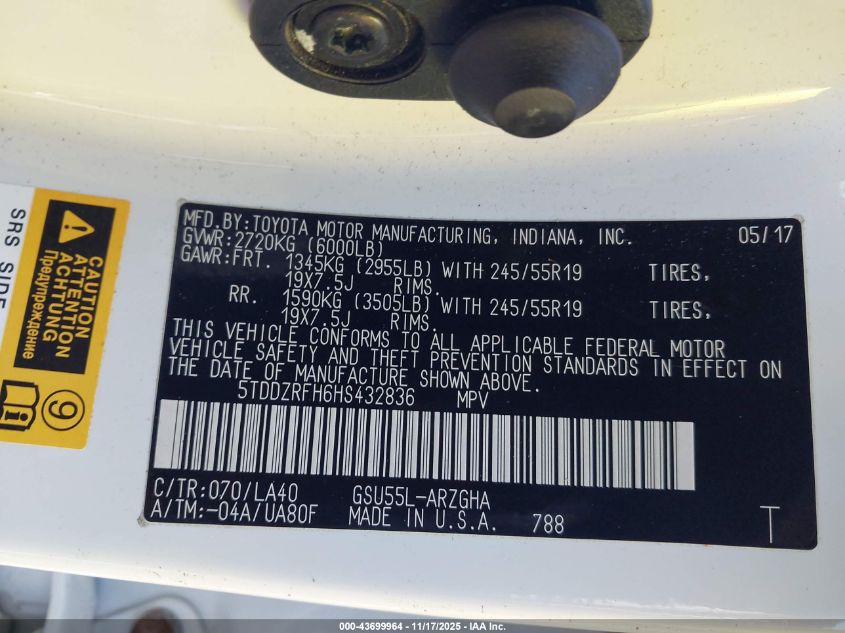 MFD.BY:TOYOTA MOTOR MANUFACTURING, INDIANA, INC. 05/17
GVWR:2720KG (6000LB)
GAWR:FRT. 1345KG (2955LB) WITH 245/55R19 TIRES,
19X7.5J RIMS.
RR. 1590KG (3505LB) WITH 245/55R19 TIRES,
19X7.5J RIMS.
THIS VEHICLE CONFORMS TO ALL APPLICABLE FEDERAL MOTOR
VEHICLE SAFETY AND THEFT PREVENTION STANDARDS IN EFFECT ON
THE DATE OF MANUFACTURE SHOWN ABOVE.
5TDDZRFH6HS432836 MPV
C/TR:070/LA40 GSU55L-ARZGHA
A/TM:-04A/UA80F MADE IN U.S.A. 788 T
CAUTION
ATTENTION
ACHTUNG
Предупреждение
SRS SIDE
9
000-43699964 - 11/17/2025 - IAA Inc.